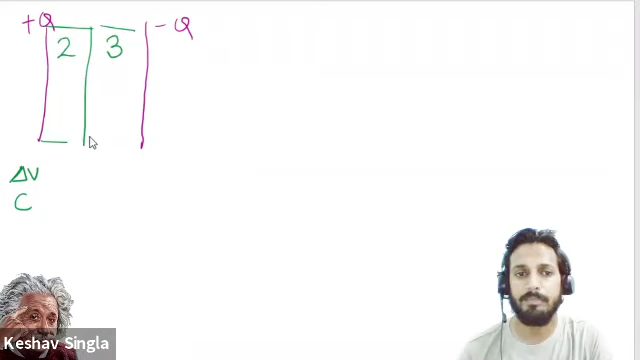 +Q - Q
2 3
ΔV
C
Keshav Singla